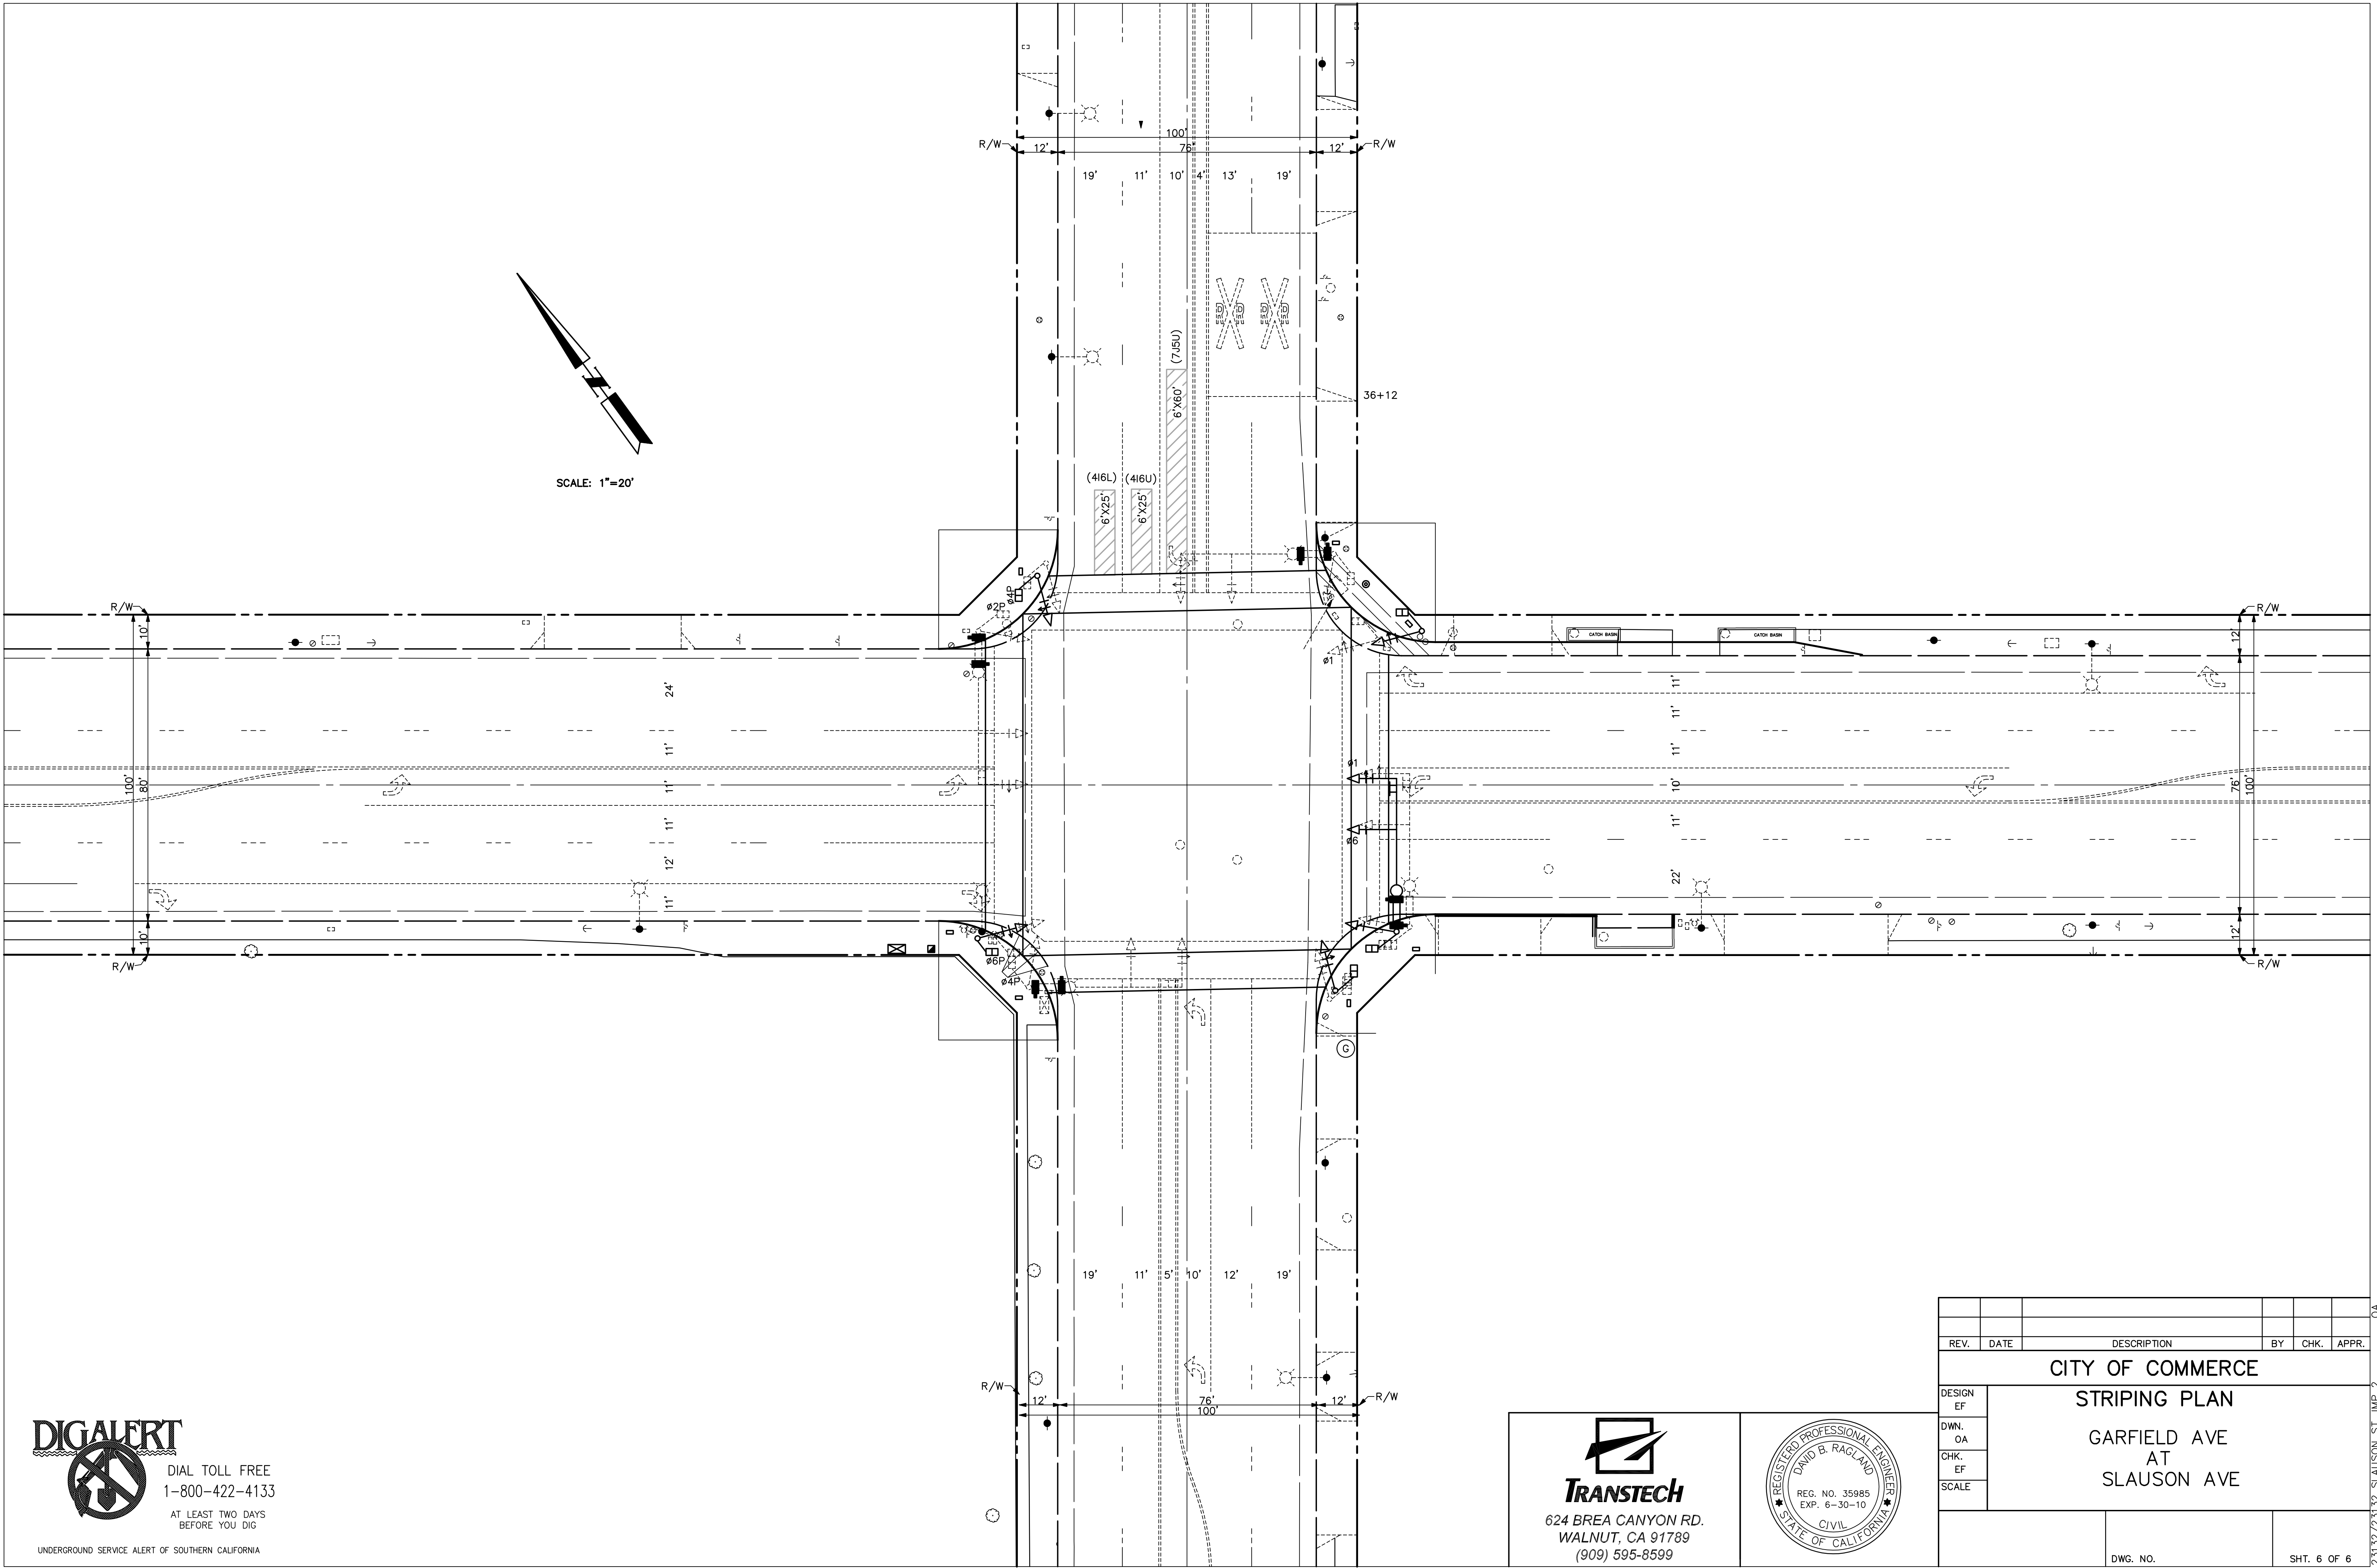 100'
R/W
12'
76'
12'
R/W
19'
11'
10'
4'
13'
19'
(7J5U)
6'X60'
36+12
SCALE: 1"=20'
(4I6L)
(4I6U)
6'X25'
6'X25'
R/W
10'
100'
80'
10'
R/W
24'
11'
11'
11'
12'
11'
ø2P
ø4P
ø1
ø1
ø6
ø6P
ø4P
G
CATCH BASIN
CATCH BASIN
11'
11'
11'
10'
11'
22'
R/W
12'
76'
100'
12'
R/W
19'
11'
5'
10'
12'
19'
R/W
12'
76'
12'
R/W
100'
DIGALERT
DIAL TOLL FREE
1-800-422-4133
AT LEAST TWO DAYS
BEFORE YOU DIG
UNDERGROUND SERVICE ALERT OF SOUTHERN CALIFORNIA
TRANSTECH
624 BREA CANYON RD.
WALNUT, CA 91789
(909) 595-8599
REGISTERD PROFESSIONAL ENGINEER
DAVID B. RAGLAND
REG. NO. 35985
EXP. 6-30-10
CIVIL
STATE OF CALIFORNIA
REV. DATE DESCRIPTION BY CHK. APPR.
CITY OF COMMERCE
DESIGN
EF
DWN.
OA
CHK.
EF
SCALE
STRIPING PLAN
GARFIELD AVE
AT
SLAUSON AVE
DWG. NO.
SHT. 6 OF 6